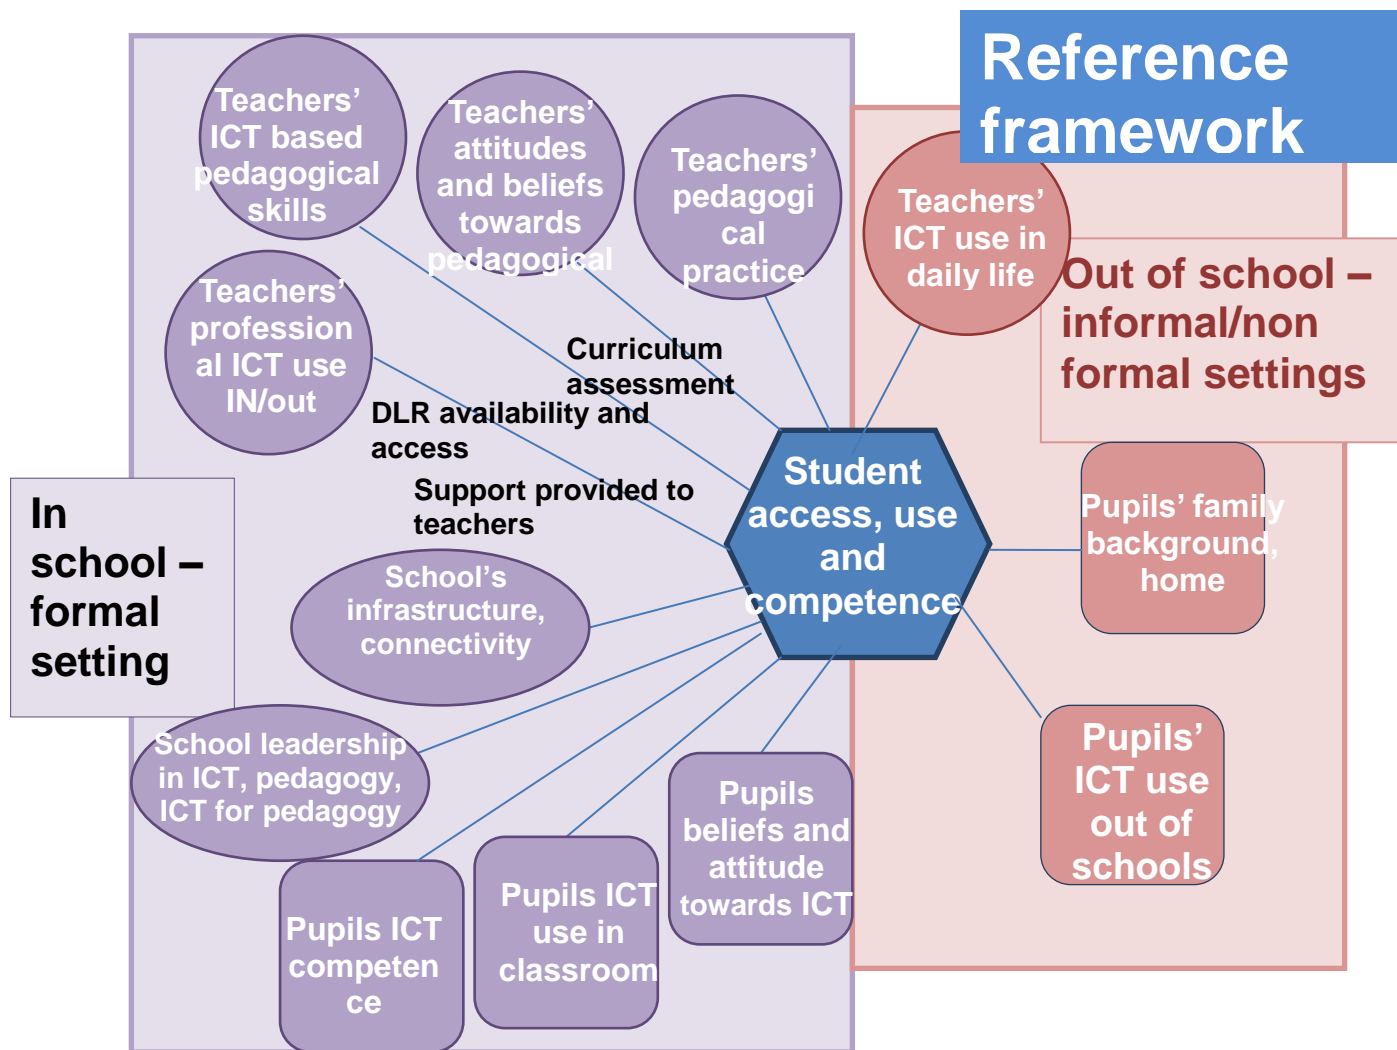 Reference
framework
Teachers’
ICT based
pedagogical
skills
Teachers’
attitudes
and beliefs
towards
pedagogical
Teachers’
pedagogi
cal
practice
Teachers’
ICT use in
daily life
Out of school –
informal/non
formal settings
Teachers’
profession
al ICT use
IN/out
Curriculum
assessment
DLR availability and
access
Support provided to
teachers
Student
access, use
and
competence
Pupils’ family
background,
home
In
school –
formal
setting
School’s
infrastructure,
connectivity
School leadership
in ICT, pedagogy,
ICT for pedagogy
Pupils’
ICT use
out of
schools
Pupils
beliefs and
attitude
towards ICT
Pupils ICT
use in
classroom
Pupils ICT
competen
ce